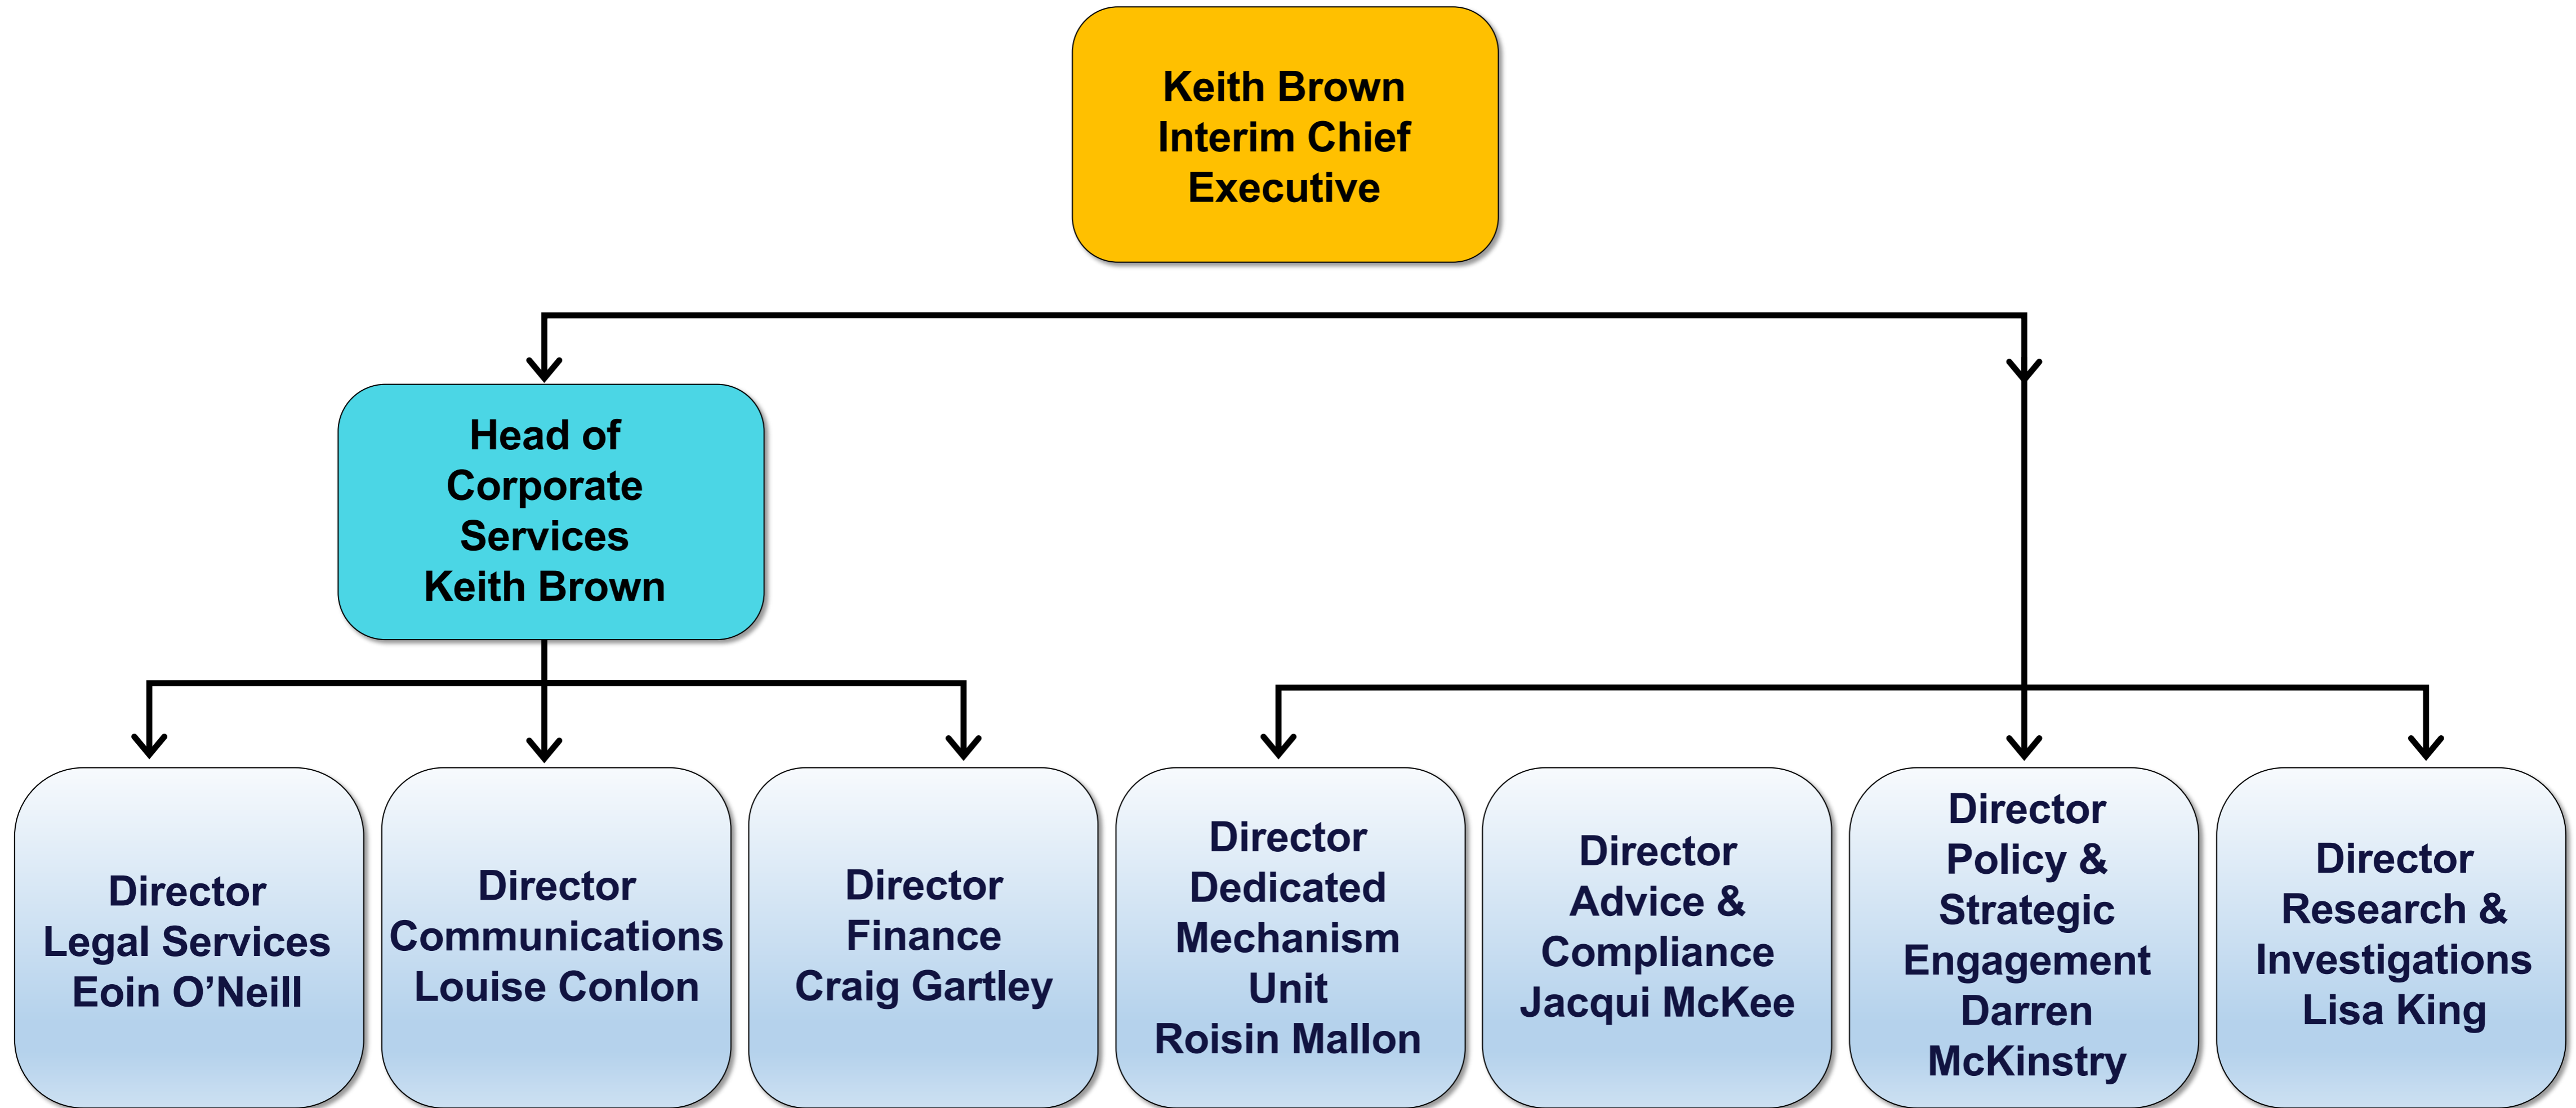 Keith Brown
Interim Chief
Executive
Head of
Corporate
Services
Keith Brown
Director
Legal Services
Eoin O’Neill
Director
Communications
Louise Conlon
Director
Finance
Craig Gartley
Director
Dedicated
Mechanism
Unit
Roisin Mallon
Director
Advice &
Compliance
Jacqui McKee
Director
Policy &
Strategic
Engagement
Darren
McKinstry
Director
Research &
Investigations
Lisa King